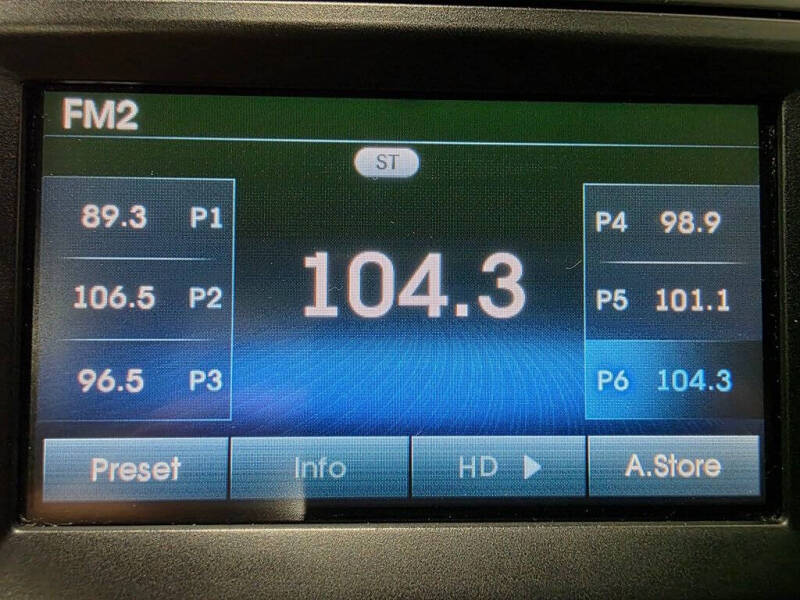 FM2
ST
89.3 P1
106.5 P2
96.5 P3
104.3
P4 98.9
P5 101.1
P6 104.3
Preset
Info
HD
A.Store